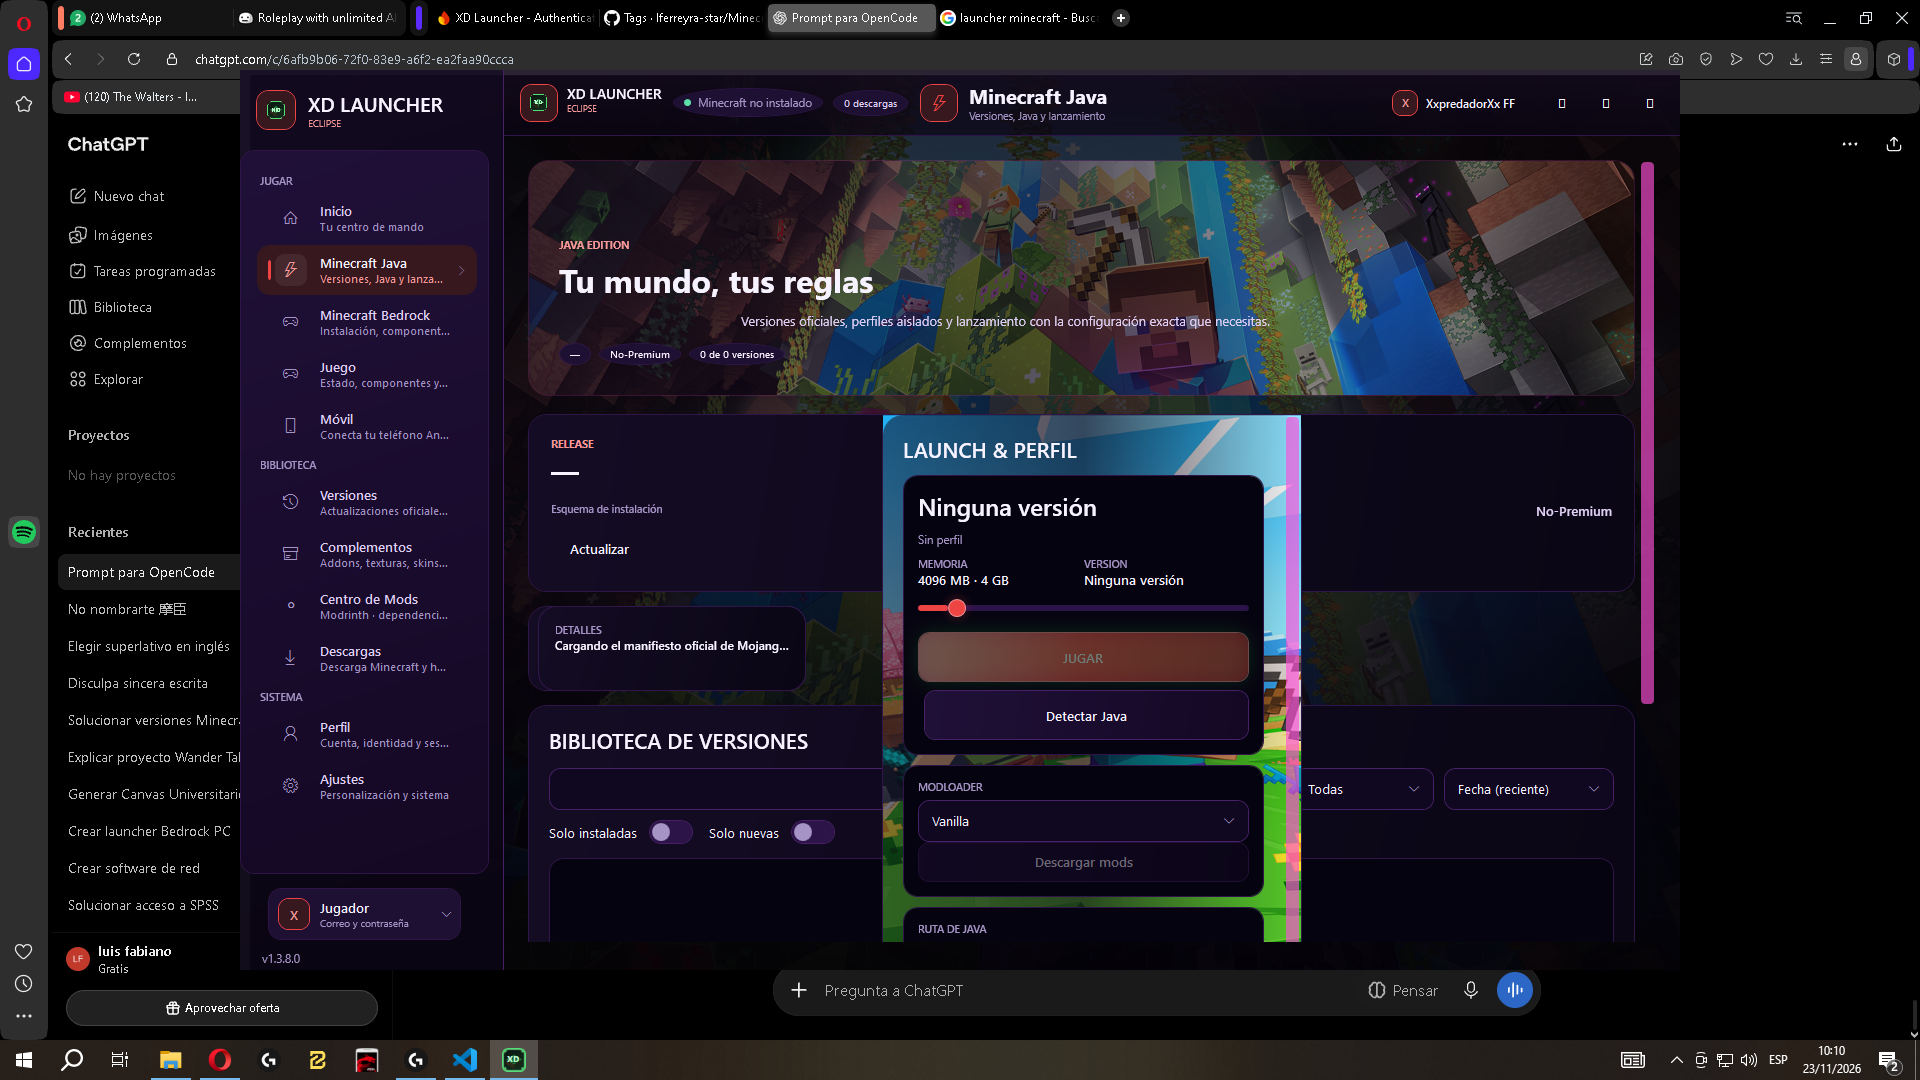 (2) WhatsApp
Roleplay with unlimited AI
XD Launcher - Authenticat
Tags · lferreyra-star/Minec
Prompt para OpenCode
launcher minecraft - Busc
chatgpt.com/c/6afb9b06-72f0-83e9-a6f2-ea2faa90ccca
(120) The Walters - I...
ChatGPT
Nuevo chat
Imágenes
Tareas programadas
Biblioteca
Complementos
Explorar
Proyectos
No hay proyectos
Recientes
Prompt para OpenCode
No nombrarte 摩臣
Elegir superlativo en inglés
Disculpa sincera escrita
Solucionar versiones Minecra
Explicar proyecto Wander Tal
Generar Canvas Universitario
Crear launcher Bedrock PC
Crear software de red
Solucionar acceso a SPSS
LF
luis fabiano
Gratis
Aprovechar oferta
XD
XD LAUNCHER
ECLIPSE
JUGAR
Inicio
Tu centro de mando
Minecraft Java
Versiones, Java y lanza...
Minecraft Bedrock
Instalación, component...
Juego
Estado, componentes y...
Móvil
Conecta tu teléfono An...
BIBLIOTECA
Versiones
Actualizaciones oficiale...
Complementos
Addons, texturas, skins...
Centro de Mods
Modrinth · dependenci...
Descargas
Descarga Minecraft y h...
SISTEMA
Perfil
Cuenta, identidad y ses...
Ajustes
Personalización y sistema
X
Jugador
Correo y contraseña
v1.3.8.0
XD
XD LAUNCHER
ECLIPSE
Minecraft no instalado
0 descargas
Minecraft Java
Versiones, Java y lanzamiento
X
XxpredadorXx FF
JAVA EDITION
Tu mundo, tus reglas
Versiones oficiales, perfiles aislados y lanzamiento con la configuración exacta que necesitas.
—
No-Premium
0 de 0 versiones
RELEASE
—
Esquema de instalación
Actualizar
No-Premium
DETALLES
Cargando el manifiesto oficial de Mojang...
BIBLIOTECA DE VERSIONES
Todas
Fecha (reciente)
Solo instaladas
Solo nuevas
LAUNCH & PERFIL
Ninguna versión
Sin perfil
MEMORIA
4096 MB · 4 GB
VERSION
Ninguna versión
JUGAR
Detectar Java
MODLOADER
Vanilla
Descargar mods
RUTA DE JAVA
Pregunta a ChatGPT
Pensar
XD
ESP
10:10
23/11/2026
2